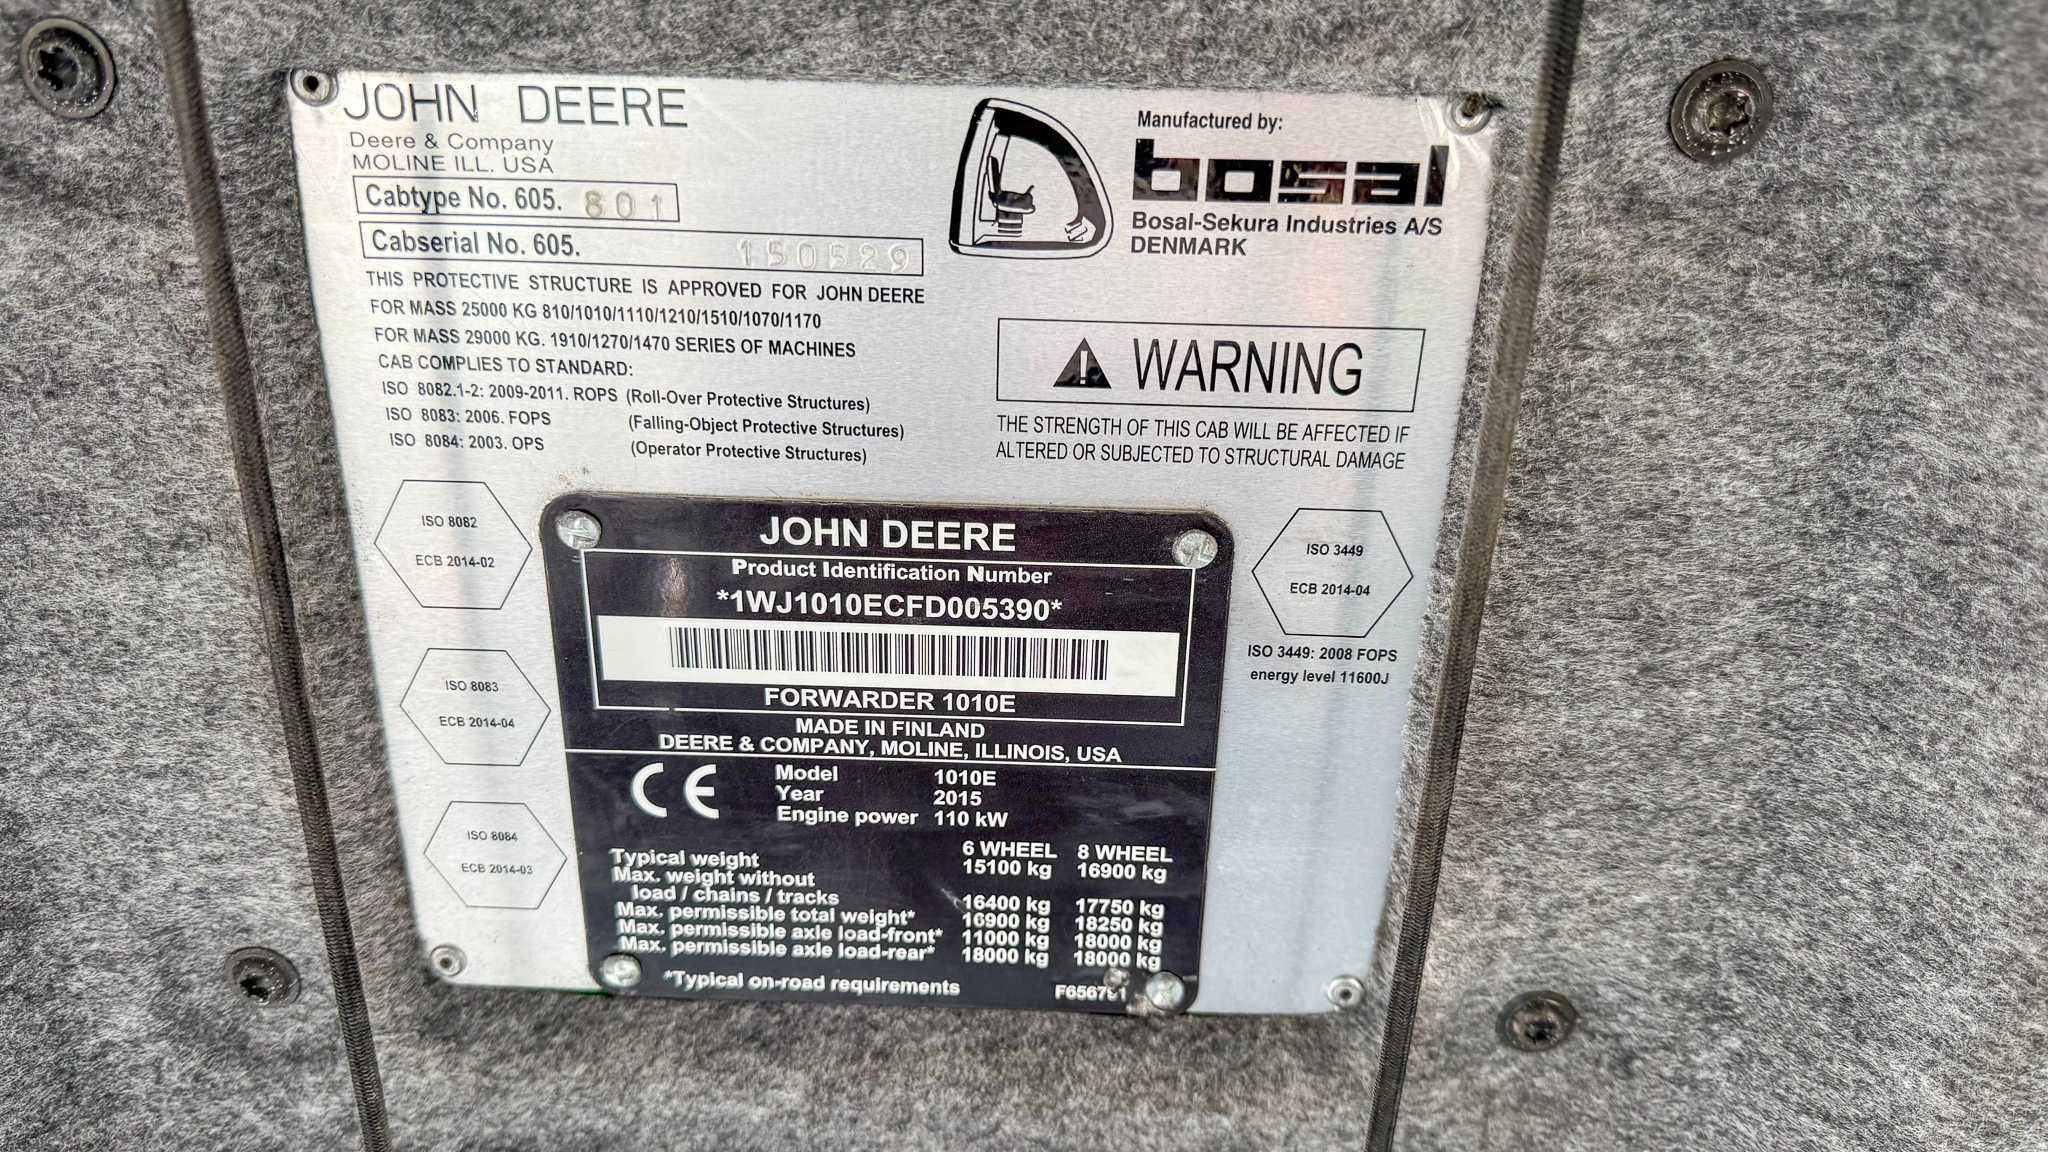 JOHN DEERE
Deere & Company
MOLINE ILL. USA
Cabtype No. 605. 801
Cabserial No. 605. 150529
THIS PROTECTIVE STRUCTURE IS APPROVED FOR JOHN DEERE
FOR MASS 25000 KG 810/1010/1110/1210/1510/1070/1170
FOR MASS 29000 KG. 1910/1270/1470 SERIES OF MACHINES
CAB COMPLIES TO STANDARD:
ISO 8082.1-2: 2009-2011. ROPS (Roll-Over Protective Structures)
ISO 8083: 2006. FOPS (Falling-Object Protective Structures)
ISO 8084: 2003. OPS (Operator Protective Structures)
Manufactured by:
bosal
Bosal-Sekura Industries A/S
DENMARK
WARNING
THE STRENGTH OF THIS CAB WILL BE AFFECTED IF
ALTERED OR SUBJECTED TO STRUCTURAL DAMAGE
ISO 8082
ECB 2014-02
ISO 8083
ECB 2014-04
ISO 8084
ECB 2014-03
ISO 3449
ECB 2014-04
ISO 3449: 2008 FOPS
energy level 11600J
JOHN DEERE
Product Identification Number
*1WJ1010ECFD005390*
FORWARDER 1010E
MADE IN FINLAND
DEERE & COMPANY, MOLINE, ILLINOIS, USA
CE
Model 1010E
Year 2015
Engine power 110 kW
6 WHEEL 8 WHEEL
Typical weight 15100 kg 16900 kg
Max. weight without
load / chains / tracks 16400 kg 17750 kg
Max. permissible total weight* 16900 kg 18250 kg
Max. permissible axle load-front* 11000 kg 18000 kg
Max. permissible axle load-rear* 18000 kg 18000 kg
*Typical on-road requirements
F656791